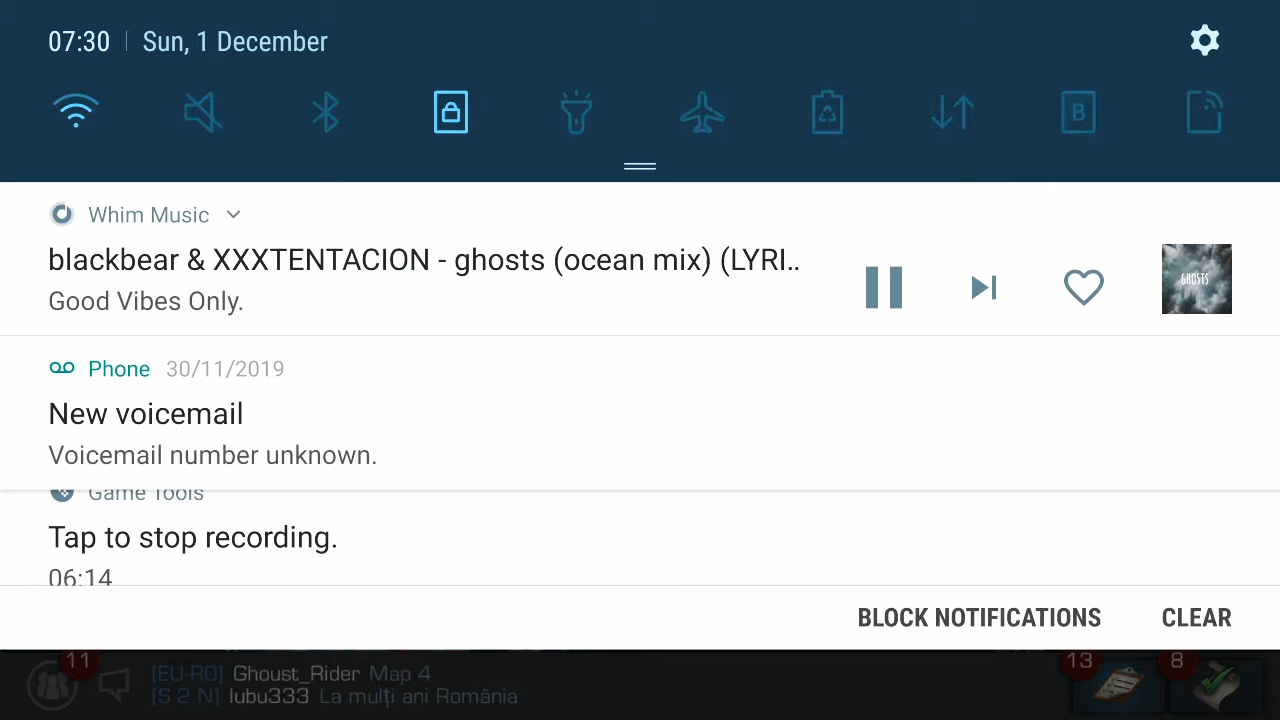 07:30 | Sun, 1 December
B
Whim Music
blackbear & XXXTENTACION - ghosts (ocean mix) (LYRI..
Good Vibes Only.
GHOSTS
Phone 30/11/2019
New voicemail
Voicemail number unknown.
Game Tools
Tap to stop recording.
06:14
BLOCK NOTIFICATIONS CLEAR
11
[EU-RO] Ghoust_Rider Map 4
[S 2 N] lubu333 La mulți ani România
13
8